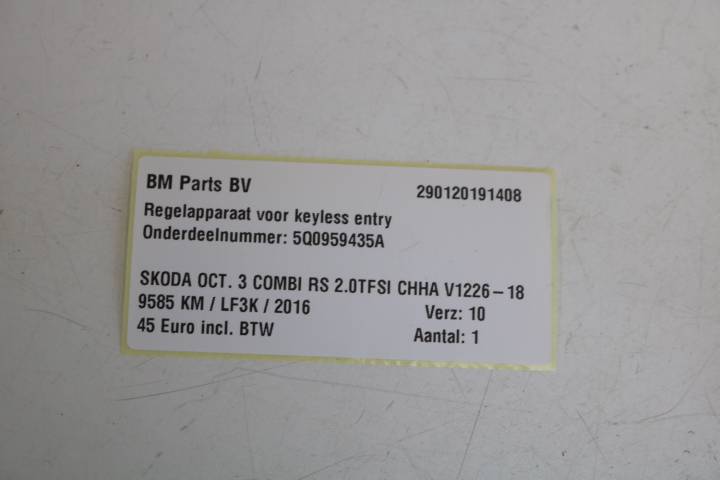 BM Parts BV 290120191408
Regelapparaat voor keyless entry
Onderdeelnummer: 5Q0959435A
SKODA OCT. 3 COMBI RS 2.0TFSI CHHA V1226-18
9585 KM / LF3K / 2016 Verz: 10
45 Euro incl. BTW Aantal: 1